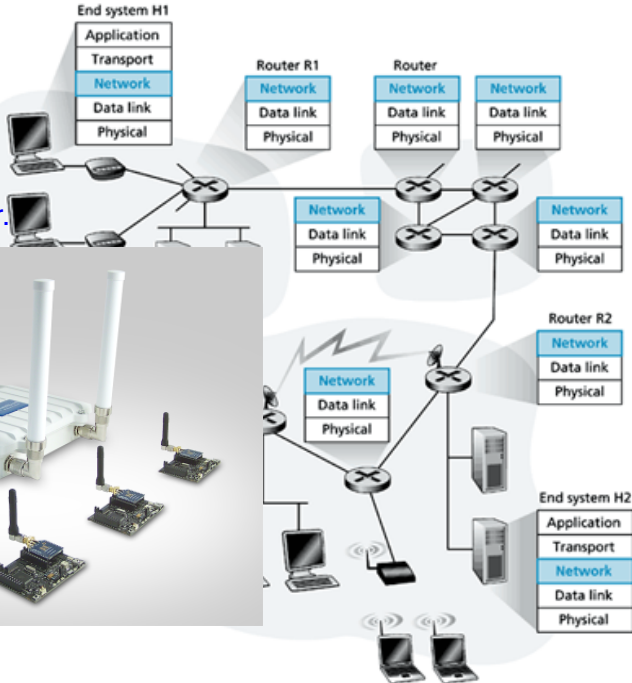 End system H1
Application
Transport
Network
Data link
Physical
Router R1
Network
Data link
Physical
Router
Network
Data link
Physical
Network
Data link
Physical
Network
Data link
Physical
Network
Data link
Physical
Router R2
Network
Data link
Physical
Network
Data link
Physical
End system H2
Application
Transport
Network
Data link
Physical